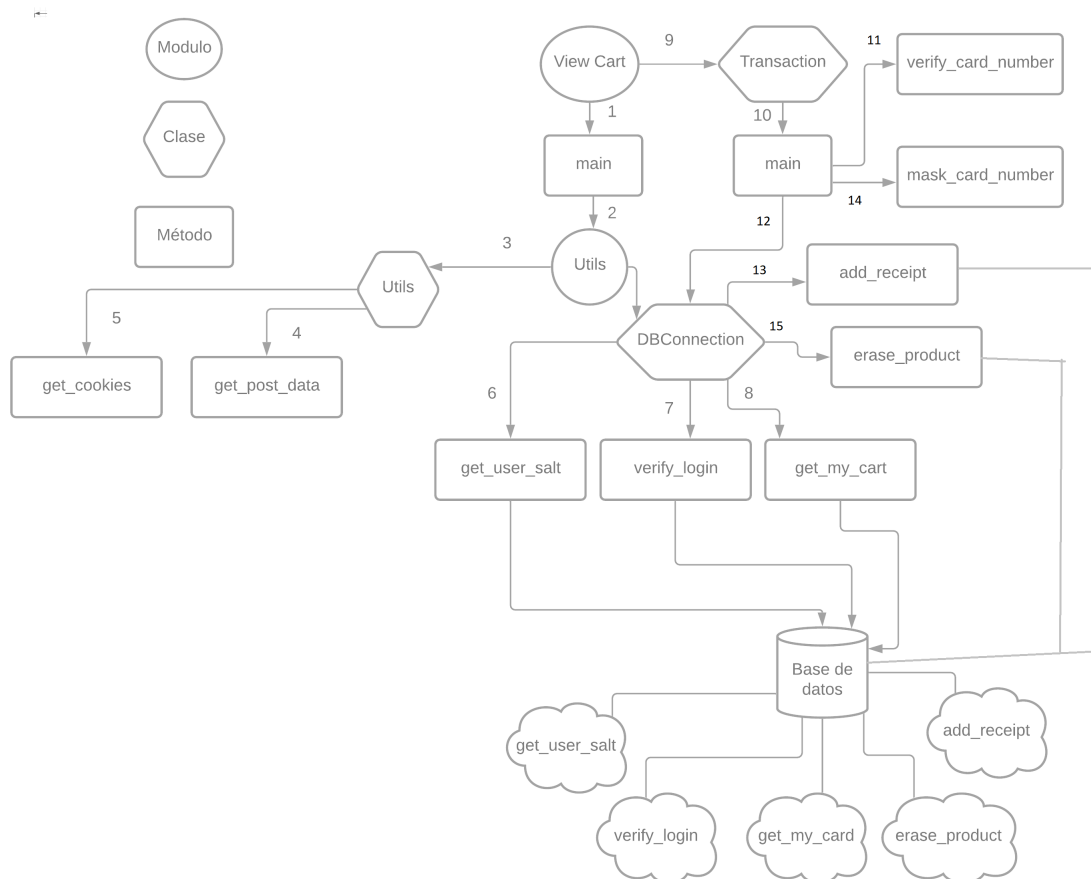 Modulo
View Cart
9
Transaction
11
verify_card_number
Clase
1
10
main
main
mask_card_number
14
Método
2
12
3
Utils
13
add_receipt
Utils
5
4
DBConnection
15
erase_product
get_cookies
get_post_data
6
7
8
get_user_salt
verify_login
get_my_cart
Base de
datos
get_user_salt
add_receipt
verify_login
get_my_card
erase_product